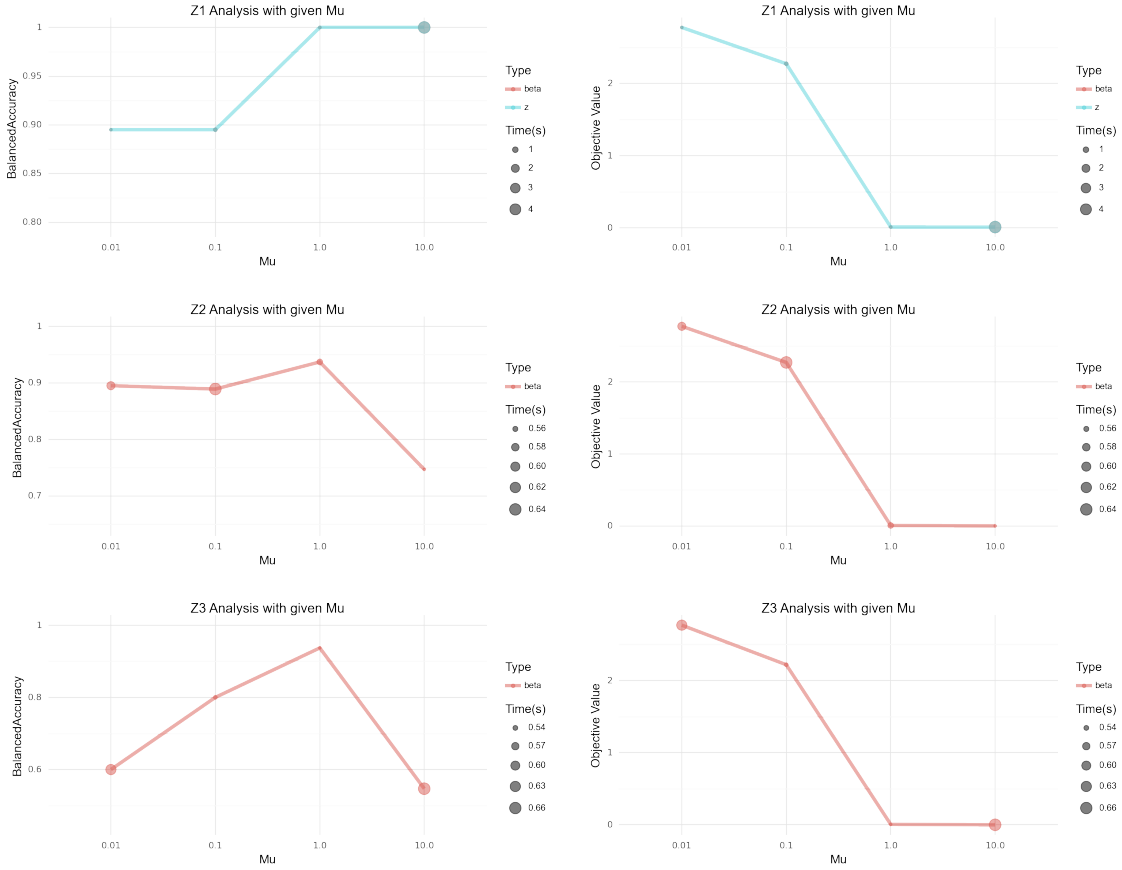 Z1 Analysis with given Mu
BalancedAccuracy
1
0.95
0.90
0.85
0.80
0.01
0.1
1.0
10.0
Mu
Type
beta
z
Time(s)
1
2
3
4
Z1 Analysis with given Mu
Objective Value
2
1
0
0.01
0.1
1.0
10.0
Mu
Type
beta
z
Time(s)
1
2
3
4
Z2 Analysis with given Mu
BalancedAccuracy
1
0.9
0.8
0.7
0.01
0.1
1.0
10.0
Mu
Type
beta
Time(s)
0.56
0.58
0.60
0.62
0.64
Z2 Analysis with given Mu
Objective Value
2
1
0
0.01
0.1
1.0
10.0
Mu
Type
beta
Time(s)
0.56
0.58
0.60
0.62
0.64
Z3 Analysis with given Mu
BalancedAccuracy
1
0.8
0.6
0.01
0.1
1.0
10.0
Mu
Type
beta
Time(s)
0.54
0.57
0.60
0.63
0.66
Z3 Analysis with given Mu
Objective Value
2
1
0
0.01
0.1
1.0
10.0
Mu
Type
beta
Time(s)
0.54
0.57
0.60
0.63
0.66